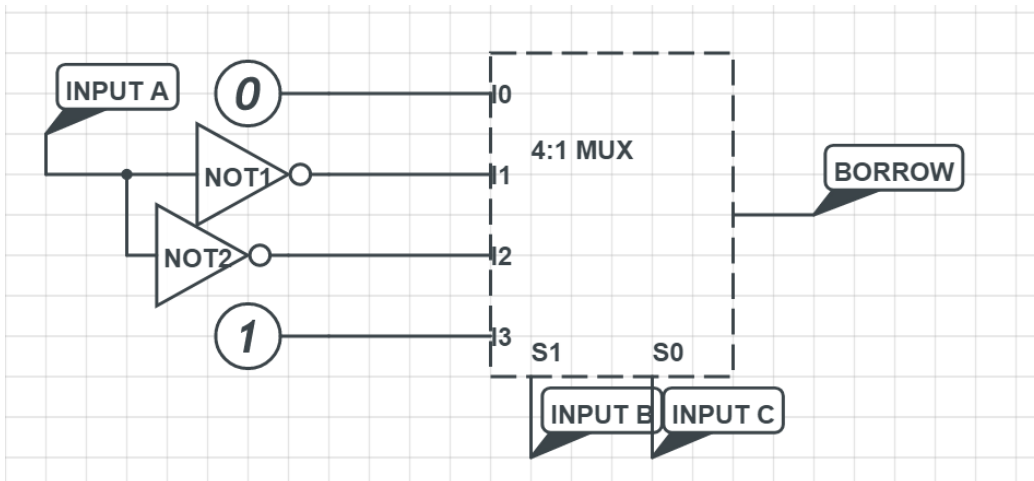 INPUT A
0
I0
4:1 MUX
BORROW
NOT1
I1
NOT2
I2
1
I3
S1
S0
INPUT B
INPUT C